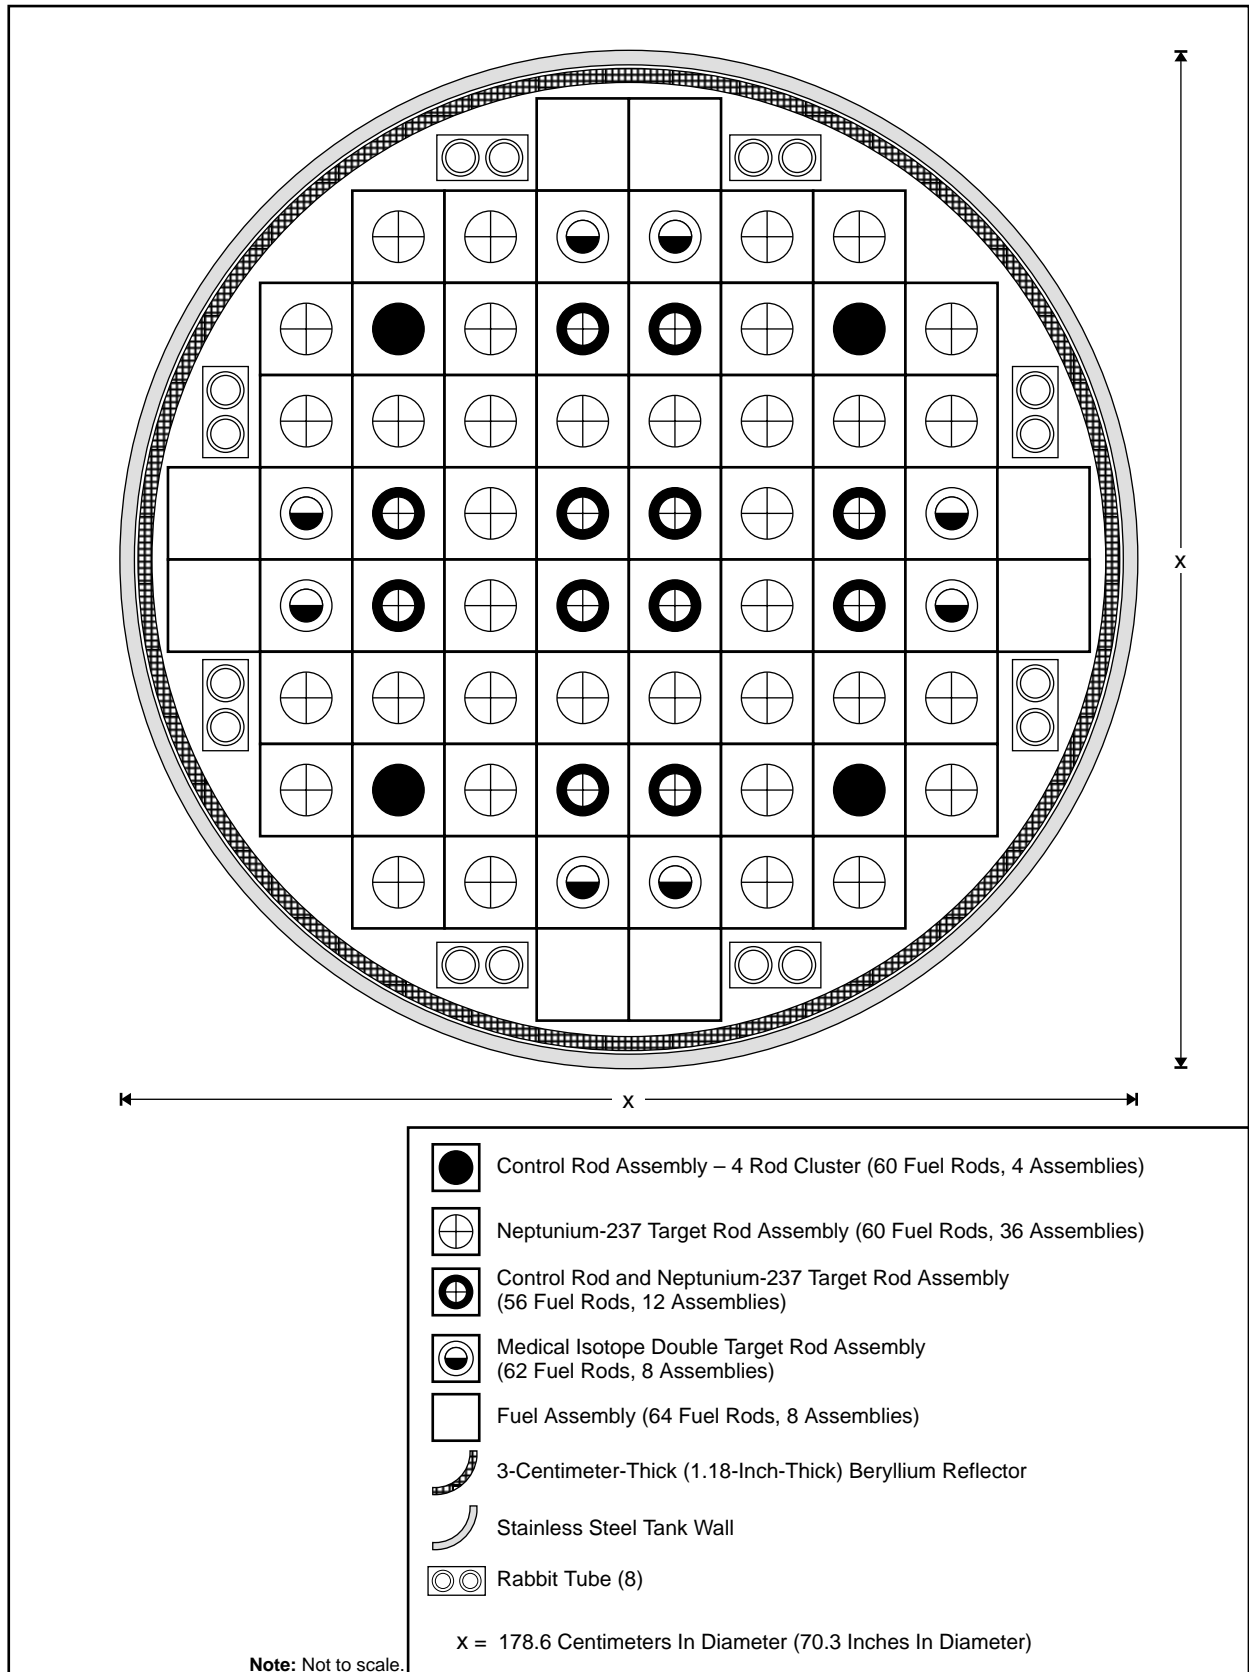 x
x
Control Rod Assembly – 4 Rod Cluster (60 Fuel Rods, 4 Assemblies)
Neptunium-237 Target Rod Assembly (60 Fuel Rods, 36 Assemblies)
Control Rod and Neptunium-237 Target Rod Assembly
(56 Fuel Rods, 12 Assemblies)
Medical Isotope Double Target Rod Assembly
(62 Fuel Rods, 8 Assemblies)
Fuel Assembly (64 Fuel Rods, 8 Assemblies)
3-Centimeter-Thick (1.18-Inch-Thick) Beryllium Reflector
Stainless Steel Tank Wall
Rabbit Tube (8)
x = 178.6 Centimeters In Diameter (70.3 Inches In Diameter)
Note: Not to scale.